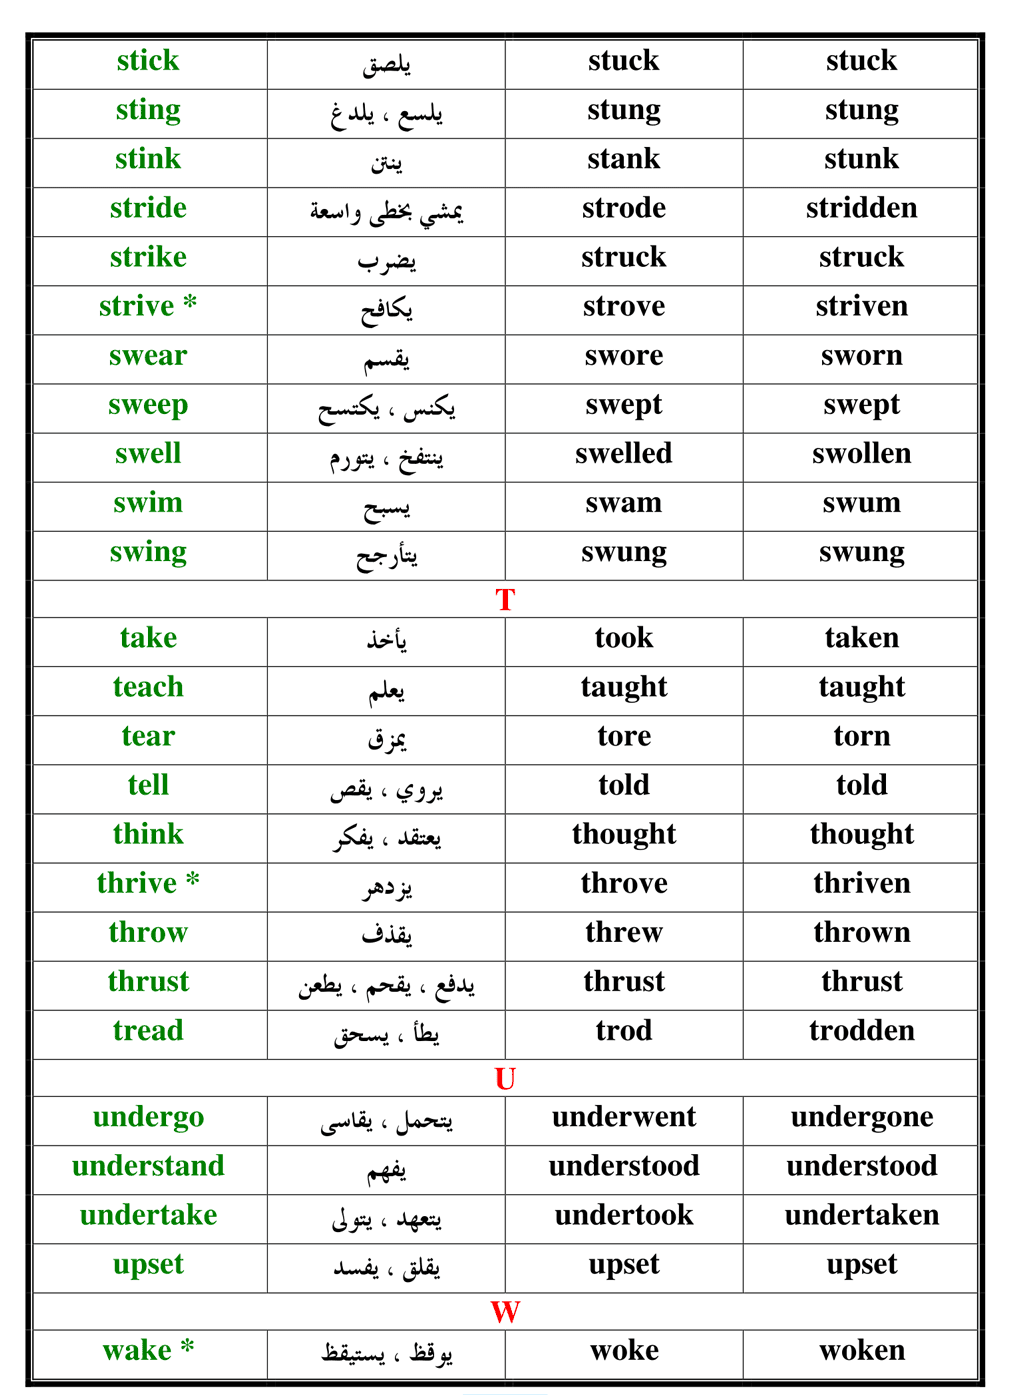 stick يلصق stuck stuck
sting يلسع ، يلدغ stung stung
stink ينتن stank stunk
stride يمشي بخطى واسعة strode stridden
strike يضرب struck struck
strive * يكافح strove striven
swear يقسم swore sworn
sweep يكنس ، يكتسح swept swept
swell ينتفخ ، يتورم swelled swollen
swim يسبح swam swum
swing يتأرجح swung swung
T
take يأخذ took taken
teach يعلم taught taught
tear يمزق tore torn
tell يروي ، يقص told told
think يعتقد ، يفكر thought thought
thrive * يزدهر throve thriven
throw يقذف threw thrown
thrust يدفع ، يقحم ، يطعن thrust thrust
tread يطأ ، يسحق trod trodden
U
undergo يتحمل ، يقاسى underwent undergone
understand يفهم understood understood
undertake يتعهد ، يتولى undertook undertaken
upset يقلق ، يفسد upset upset
W
wake * يوقظ ، يستيقظ woke woken